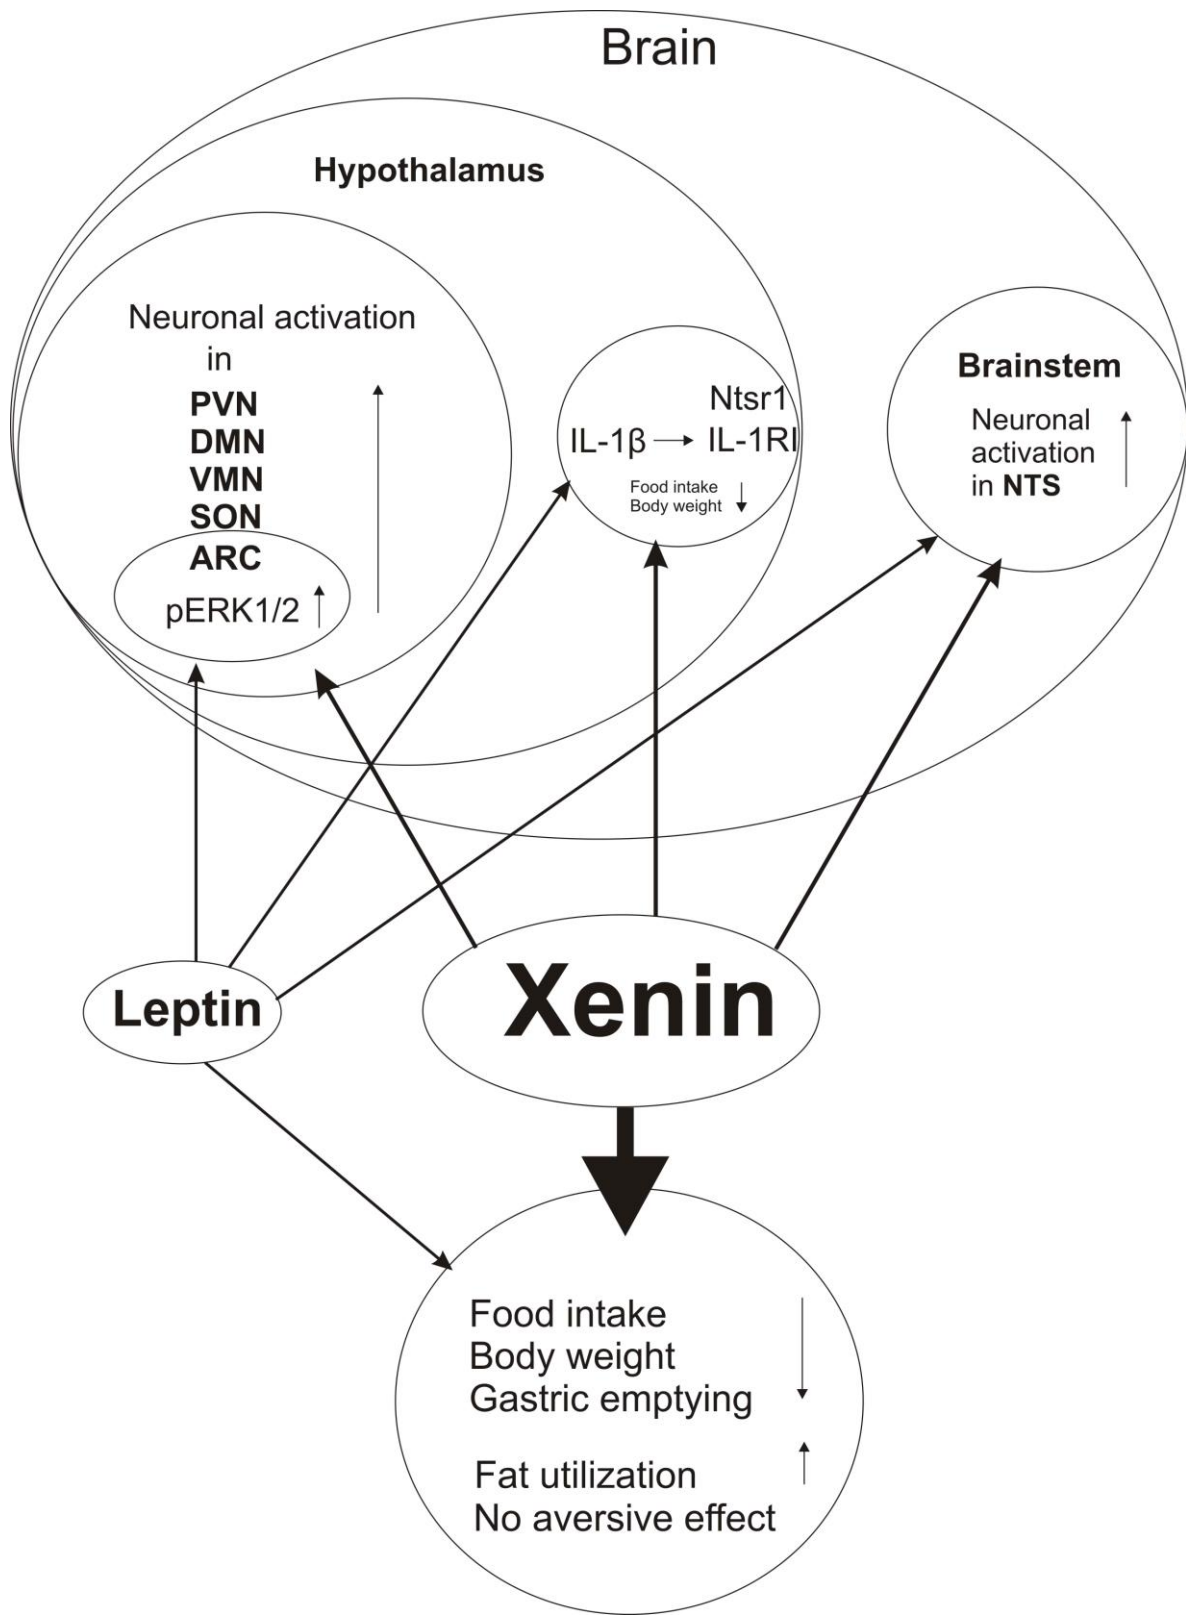 Brain
Hypothalamus
Neuronal activation
in
PVN
DMN
VMN
SON
ARC
pERK1/2
Ntsr1
IL-1β → IL-1RI
Food intake
Body weight
Brainstem
Neuronal
activation
in NTS
Leptin
Xenin
Food intake
Body weight
Gastric emptying
Fat utilization
No aversive effect